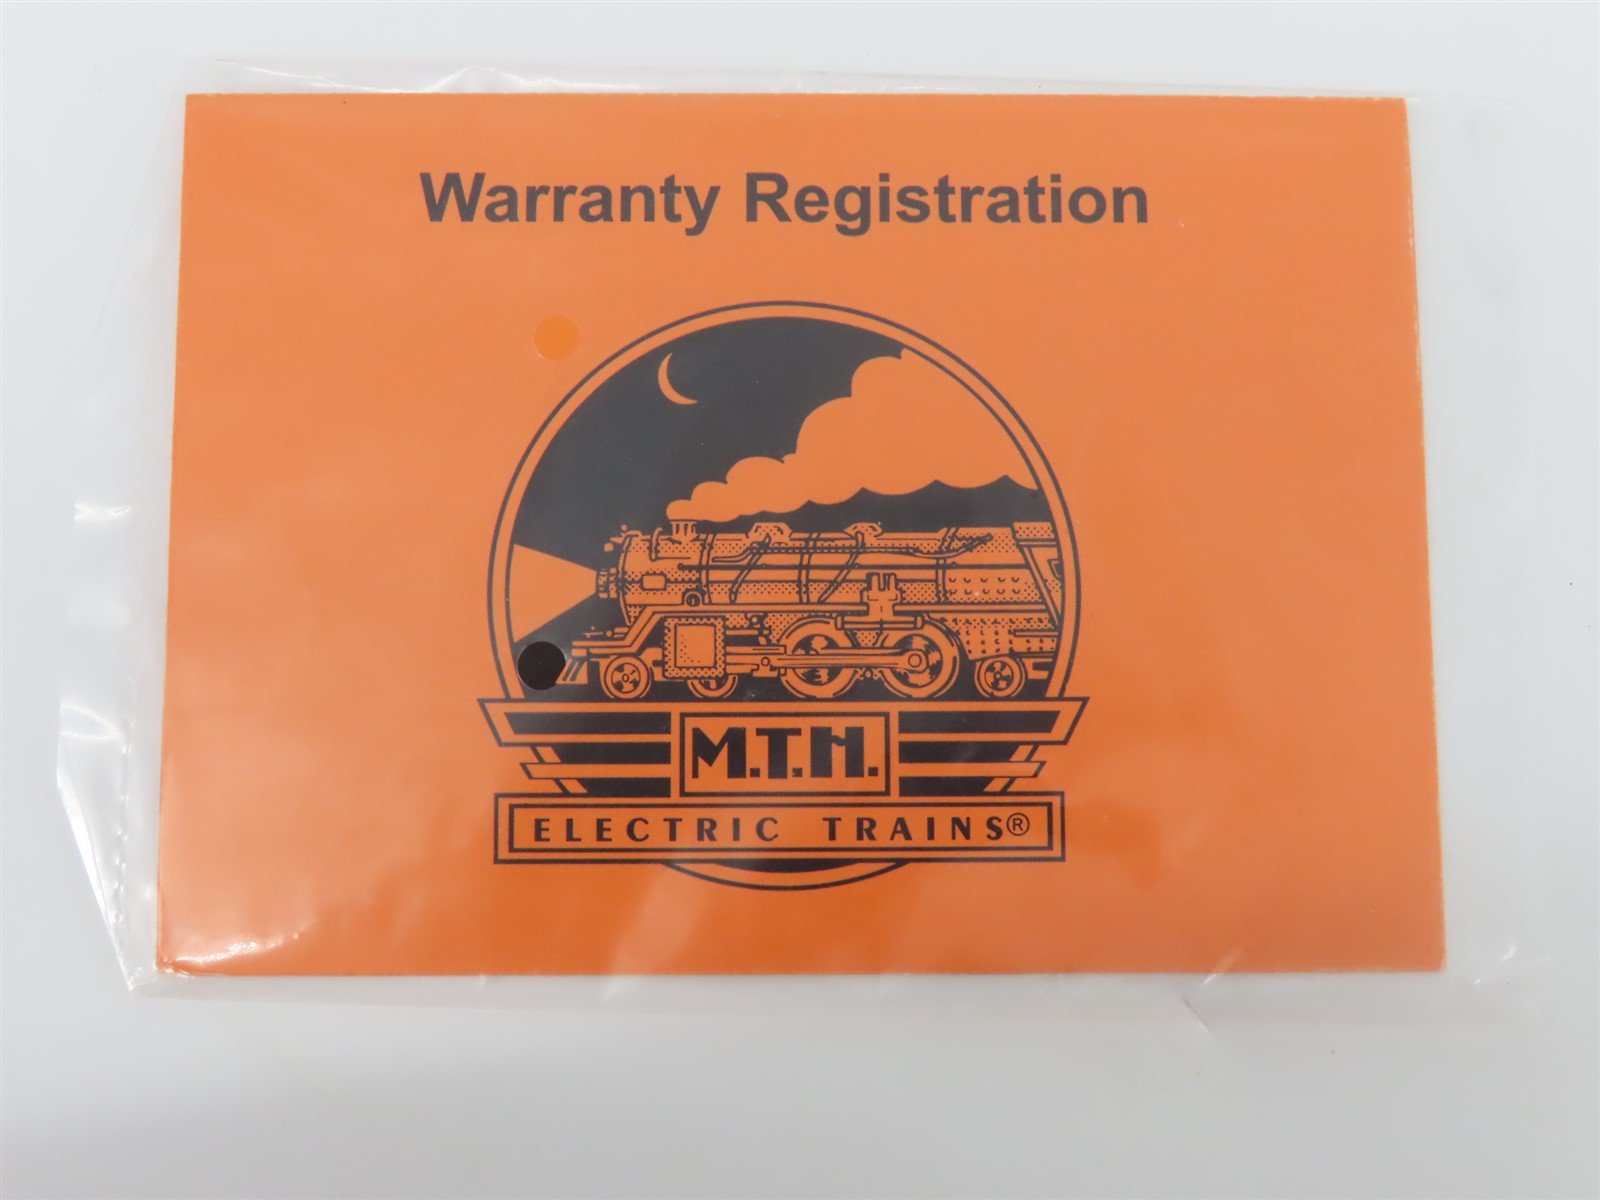 Warranty Registration
M.T.H.
ELECTRIC TRAINS®